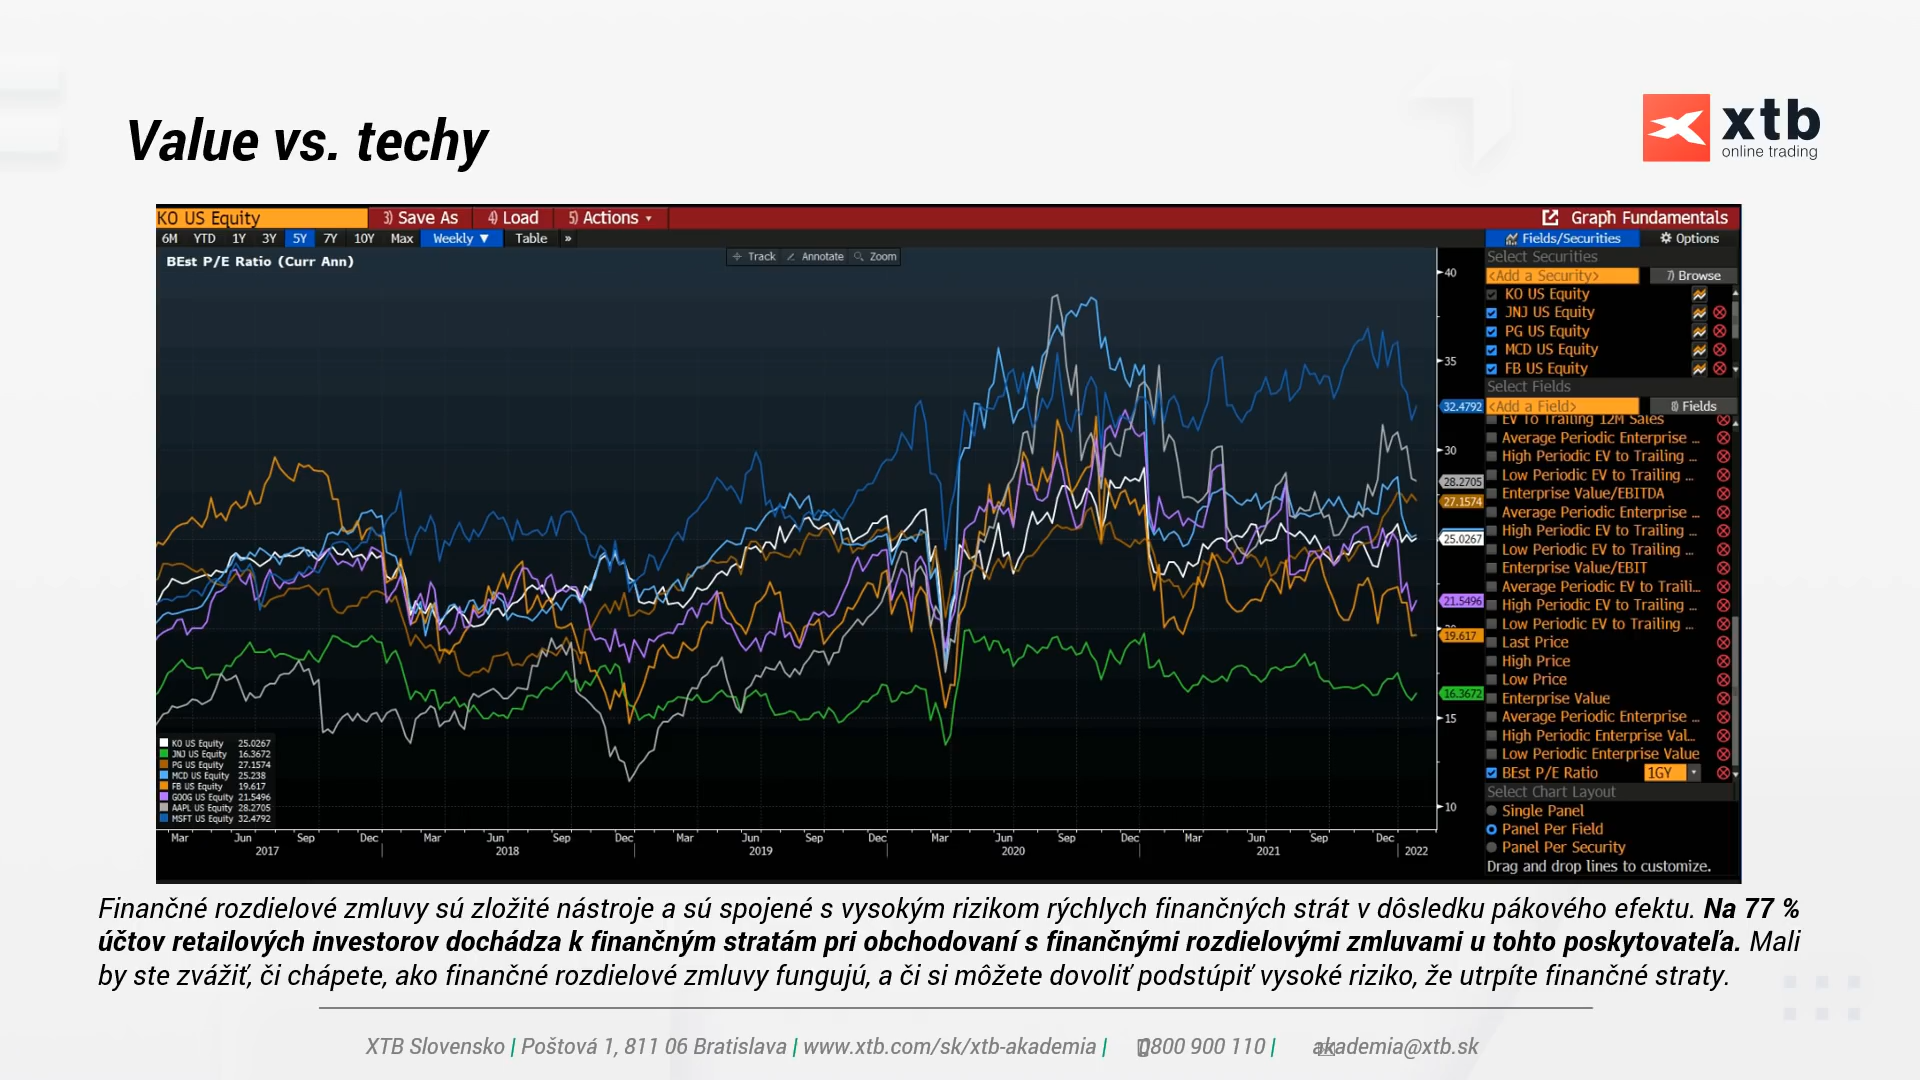 Value vs. techy
xtb
online trading
KO US Equity 3) Save As 4) Load 5) Actions Graph Fundamentals
6M YTD 1Y 3Y 5Y 7Y 10Y Max Weekly ▼ Table » Fields/Securities Options
BEst P/E Ratio (Curr Ann)
Track Annotate Zoom
Select Securities
<Add a Security> 7) Browse
KO US Equity
JNJ US Equity
PG US Equity
MCD US Equity
FB US Equity
Select Fields
<Add a Field> 8) Fields
EV to Trailing 12M Sales
Average Periodic Enterprise ...
High Periodic EV to Trailing ...
Low Periodic EV to Trailing ...
Enterprise Value/EBITDA
Average Periodic Enterprise ...
High Periodic EV to Trailing ...
Low Periodic EV to Trailing ...
Enterprise Value/EBIT
Average Periodic EV to Traili...
High Periodic EV to Trailing ...
Low Periodic EV to Trailing ...
Last Price
High Price
Low Price
Enterprise Value
Average Periodic Enterprise ...
High Periodic Enterprise Val...
Low Periodic Enterprise Value
BEst P/E Ratio 1GY
Select Chart Layout
Single Panel
Panel Per Field
Panel Per Security
Drag and drop lines to customize.
40
35
32.4792
30
28.2705
27.1574
25.0267
21.5496
19.617
16.3672
15
10
KO US Equity 25.0267
JNJ US Equity 16.3672
PG US Equity 27.1574
MCD US Equity 25.238
FB US Equity 19.617
GOOG US Equity 21.5496
AAPL US Equity 28.2705
MSFT US Equity 32.4792
Mar Jun Sep Dec Mar Jun Sep Dec Mar Jun Sep Dec Mar Jun Sep Dec Mar Jun Sep Dec
2017 2018 2019 2020 2021 2022
Finančné rozdielové zmluvy sú zložité nástroje a sú spojené s vysokým rizikom rýchlych finančných strát v dôsledku pákového efektu. Na 77 %
účtov retailových investorov dochádza k finančným stratám pri obchodovaní s finančnými rozdielovými zmluvami u tohto poskytovateľa. Mali
by ste zvážiť, či chápete, ako finančné rozdielové zmluvy fungujú, a či si môžete dovoliť podstúpiť vysoké riziko, že utrpíte finančné straty.
XTB Slovensko | Poštová 1, 811 06 Bratislava | www.xtb.com/sk/xtb-akademia | 0800 900 110 | akademia@xtb.sk